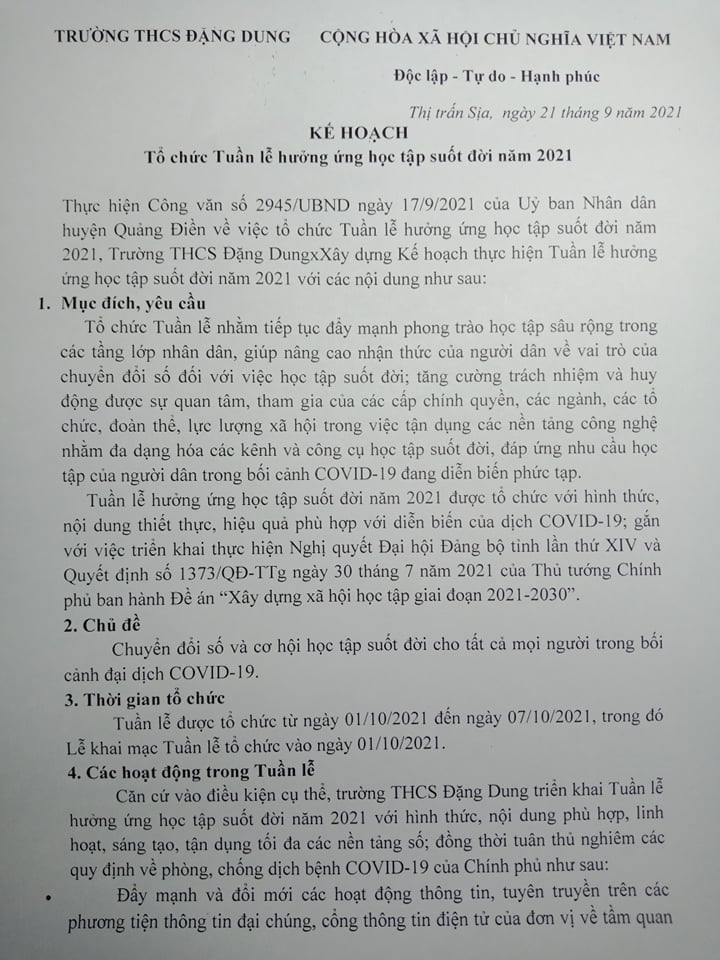 TRƯỜNG THCS ĐẶNG DUNG CỘNG HÒA XÃ HỘI CHỦ NGHĨA VIỆT NAM
Độc lập - Tự do - Hạnh phúc
Thị trấn Sịa, ngày 21 tháng 9 năm 2021
KẾ HOẠCH
Tổ chức Tuần lễ hưởng ứng học tập suốt đời năm 2021
Thực hiện Công văn số 2945/UBND ngày 17/9/2021 của Uỷ ban Nhân dân
huyện Quảng Điền về việc tổ chức Tuần lễ hưởng ứng học tập suốt đời năm
2021, Trường THCS Đặng DungxXây dựng Kế hoạch thực hiện Tuần lễ hưởng
ứng học tập suốt đời năm 2021 với các nội dung như sau:
1. Mục đích, yêu cầu
Tổ chức Tuần lễ nhằm tiếp tục đẩy mạnh phong trào học tập sâu rộng trong
các tầng lớp nhân dân, giúp nâng cao nhận thức của người dân về vai trò của
chuyển đổi số đối với việc học tập suốt đời; tăng cường trách nhiệm và huy
động được sự quan tâm, tham gia của các cấp chính quyền, các ngành, các tổ
chức, đoàn thể, lực lượng xã hội trong việc tận dụng các nền tảng công nghệ
nhằm đa dạng hóa các kênh và công cụ học tập suốt đời, đáp ứng nhu cầu học
tập của người dân trong bối cảnh COVID-19 đang diễn biến phức tạp.
Tuần lễ hưởng ứng học tập suốt đời năm 2021 được tổ chức với hình thức,
nội dung thiết thực, hiệu quả phù hợp với diễn biến của dịch COVID-19; gắn
với việc triển khai thực hiện Nghị quyết Đại hội Đảng bộ tỉnh lần thứ XIV và
Quyết định số 1373/QĐ-TTg ngày 30 tháng 7 năm 2021 của Thủ tướng Chính
phủ ban hành Đề án “Xây dựng xã hội học tập giai đoạn 2021-2030”.
2. Chủ đề
Chuyển đổi số và cơ hội học tập suốt đời cho tất cả mọi người trong bối
cảnh đại dịch COVID-19.
3. Thời gian tổ chức
Tuần lễ được tổ chức từ ngày 01/10/2021 đến ngày 07/10/2021, trong đó
Lễ khai mạc Tuần lễ tổ chức vào ngày 01/10/2021.
4. Các hoạt động trong Tuần lễ
Căn cứ vào điều kiện cụ thể, trường THCS Đặng Dung triển khai Tuần lễ
hưởng ứng học tập suốt đời năm 2021 với hình thức, nội dung phù hợp, linh
hoạt, sáng tạo, tận dụng tối đa các nền tảng số; đồng thời tuân thủ nghiêm các
quy định về phòng, chống dịch bệnh COVID-19 của Chính phủ như sau:
• Đẩy mạnh và đổi mới các hoạt động thông tin, tuyên truyền trên các
phương tiện thông tin đại chúng, cổng thông tin điện tử của đơn vị về tầm quan